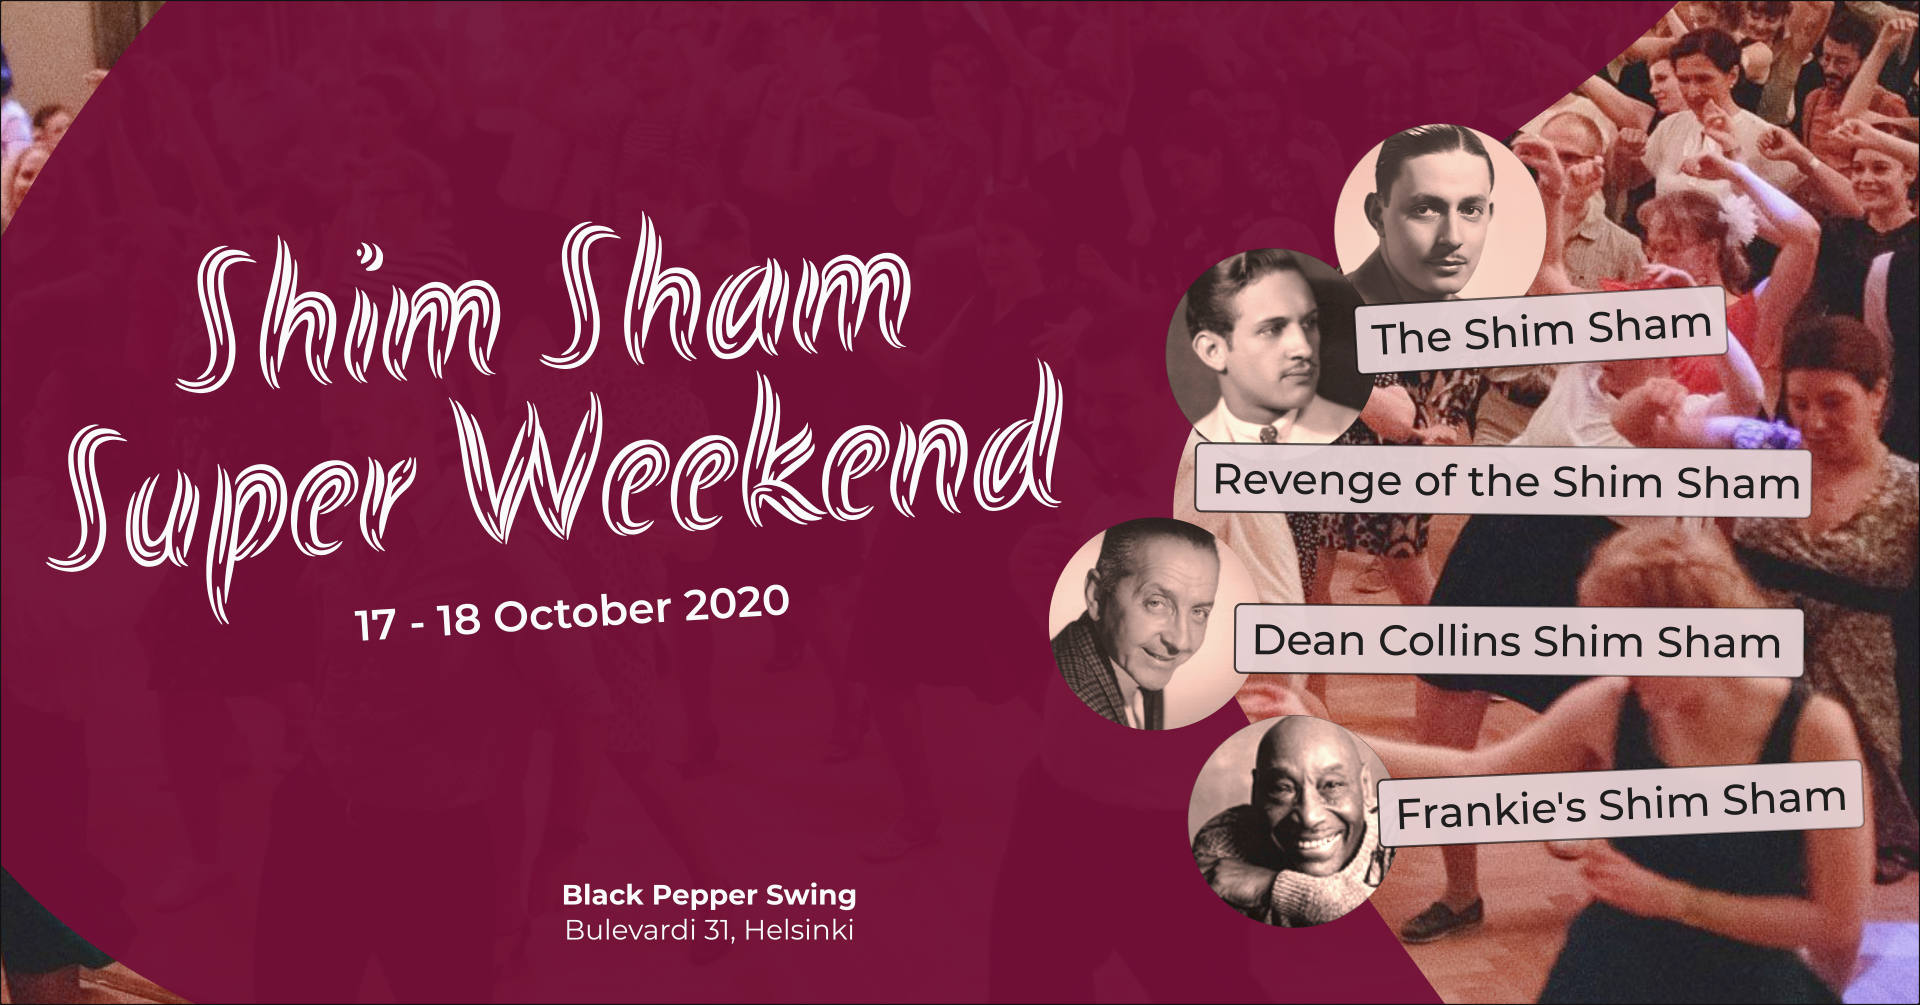 Shim Sham
Super Weekend
17 - 18 October 2020
The Shim Sham
Revenge of the Shim Sham
Dean Collins Shim Sham
Frankie's Shim Sham
Black Pepper Swing
Bulevardi 31, Helsinki